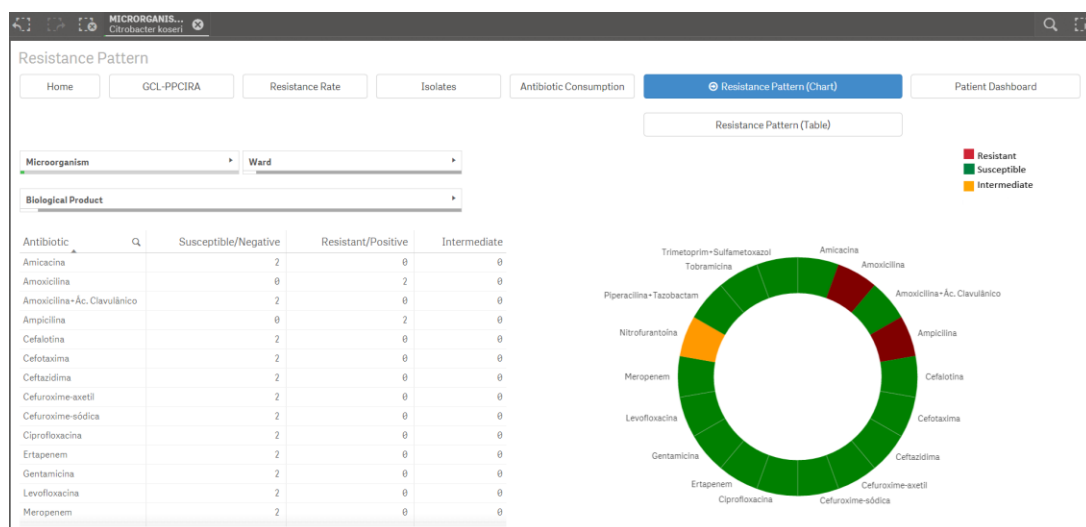 MICRORGANIS...
Citrobacter koseri
Resistance Pattern
Home
GCL-PPCIRA
Resistance Rate
Isolates
Antibiotic Consumption
Resistance Pattern (Chart)
Patient Dashboard
Resistance Pattern (Table)
Microorganism
Ward
Biological Product
Resistant
Susceptible
Intermediate
Antibiotic Susceptible/Negative Resistant/Positive Intermediate
Amicacina 2 0 0
Amoxicilina 0 2 0
Amoxicilina+Ác. Clavulânico 2 0 0
Ampicilina 0 2 0
Cefalotina 2 0 0
Cefotaxima 2 0 0
Ceftazidima 2 0 0
Cefuroxime-axetil 2 0 0
Cefuroxime-sódica 2 0 0
Ciprofloxacina 2 0 0
Ertapenem 2 0 0
Gentamicina 2 0 0
Levofloxacina 2 0 0
Meropenem 2 0 0
Amicacina
Amoxicilina
Amoxicilina+Ác. Clavulânico
Ampicilina
Cefalotina
Cefotaxima
Ceftazidima
Cefuroxime-axetil
Cefuroxime-sódica
Ciprofloxacina
Ertapenem
Gentamicina
Levofloxacina
Meropenem
Nitrofurantoína
Piperacilina+Tazobactam
Tobramicina
Trimetoprim+Sulfametoxazol